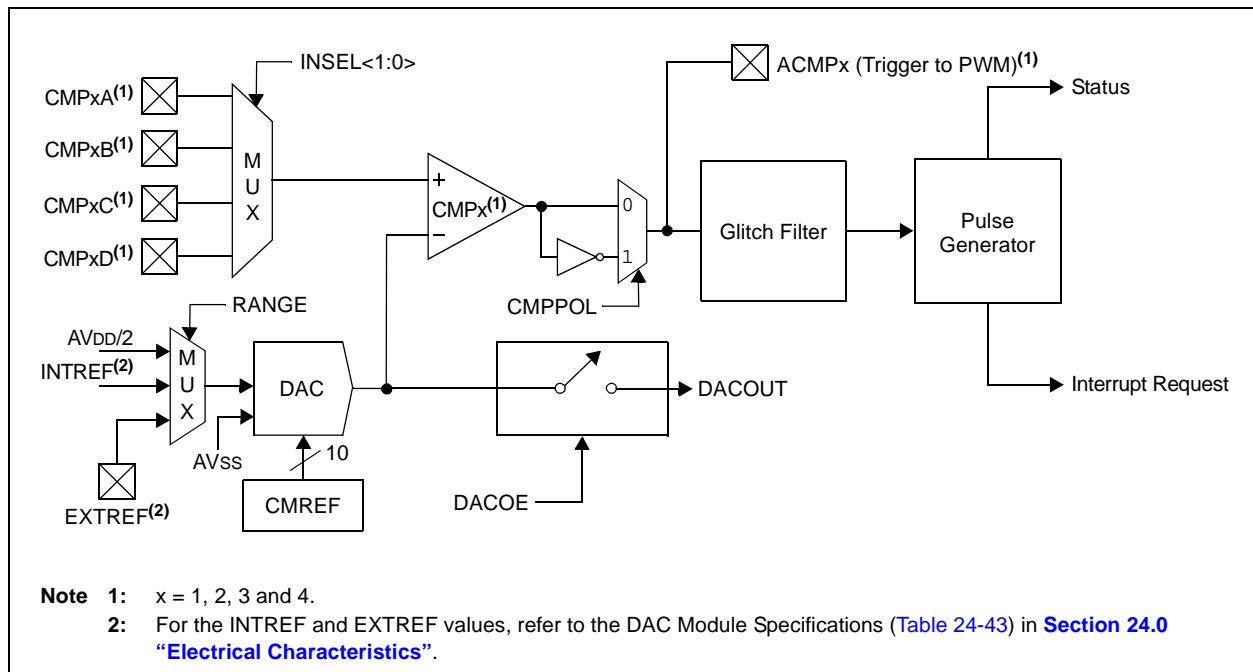 INSEL<1:0>
ACMPx (Trigger to PWM)(1)
Status
CMPxA(1)
CMPxB(1)
CMPxC(1)
CMPxD(1)
M
U
X
+
CMPx(1)
–
0
1
CMPPOL
Glitch Filter
Pulse
Generator
Interrupt Request
RANGE
AVDD/2
INTREF(2)
M
U
X
DAC
AVSS
10
CMREF
EXTREF(2)
DACOUT
DACOE
Note 1: x = 1, 2, 3 and 4.
2: For the INTREF and EXTREF values, refer to the DAC Module Specifications (Table 24-43) in Section 24.0
“Electrical Characteristics”.